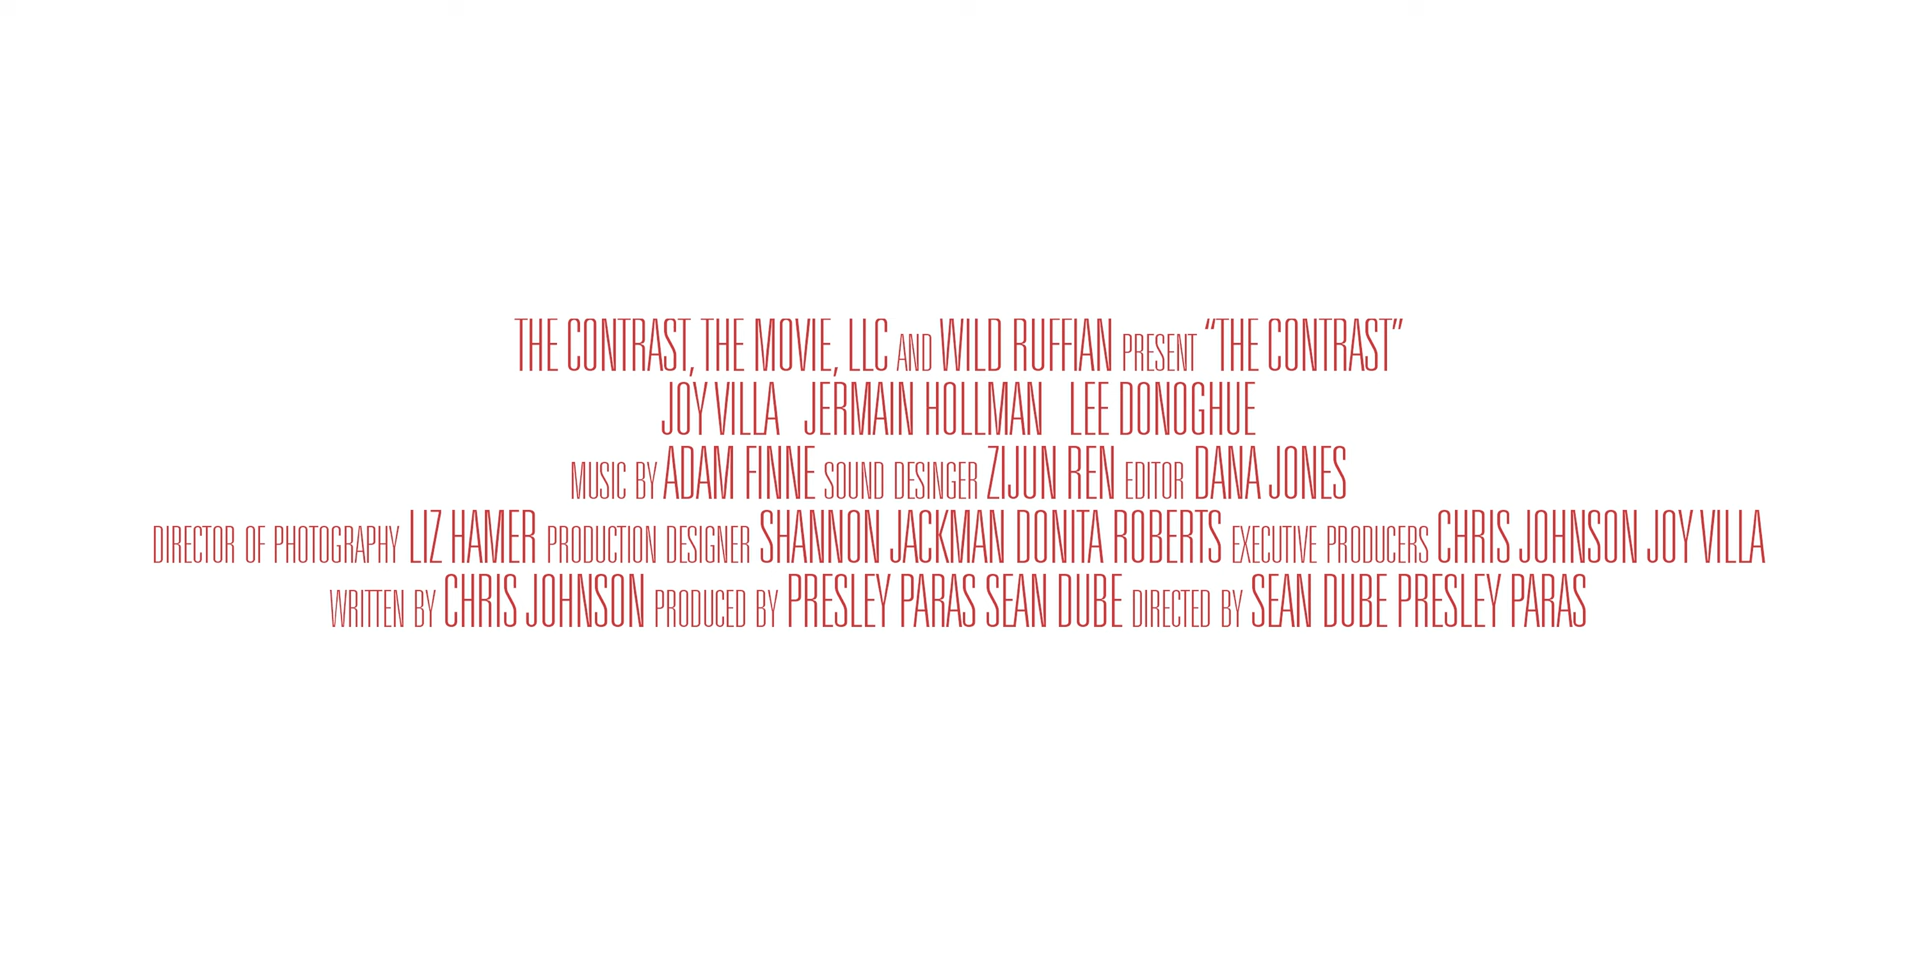 THE CONTRAST, THE MOVIE, LLC AND WILD RUFFIAN PRESENT “THE CONTRAST”
JOY VILLA JERMAIN HOLLMAN LEE DONOGHUE
MUSIC BY ADAM FINNE SOUND DESINGER ZIJUN REN EDITOR DANA JONES
DIRECTOR OF PHOTOGRAPHY LIZ HAMER PRODUCTION DESIGNER SHANNON JACKMAN DONITA ROBERTS EXECUTIVE PRODUCERS CHRIS JOHNSON JOY VILLA
WRITTEN BY CHRIS JOHNSON PRODUCED BY PRESLEY PARAS SEAN DUBE DIRECTED BY SEAN DUBE PRESLEY PARAS